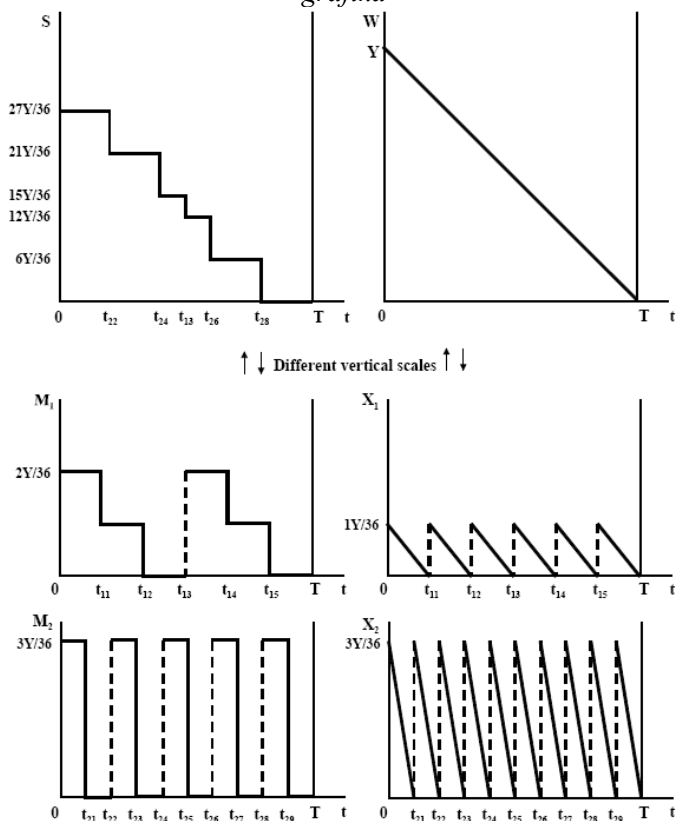 S
W
Y
27Y/36
21Y/36
15Y/36
12Y/36
6Y/36
0 t22 t24 t13 t26 t28 T t
0 T t
Different vertical scales
M1
X1
2Y/36
1Y/36
0 t11 t12 t13 t14 t15 T t
0 t11 t12 t13 t14 t15 T t
M2
X2
3Y/36
3Y/36
0 t21 t22 t23 t24 t25 t26 t27 t28 t29 T t
0 t21 t22 t23 t24 t25 t26 t27 t28 t29 T t